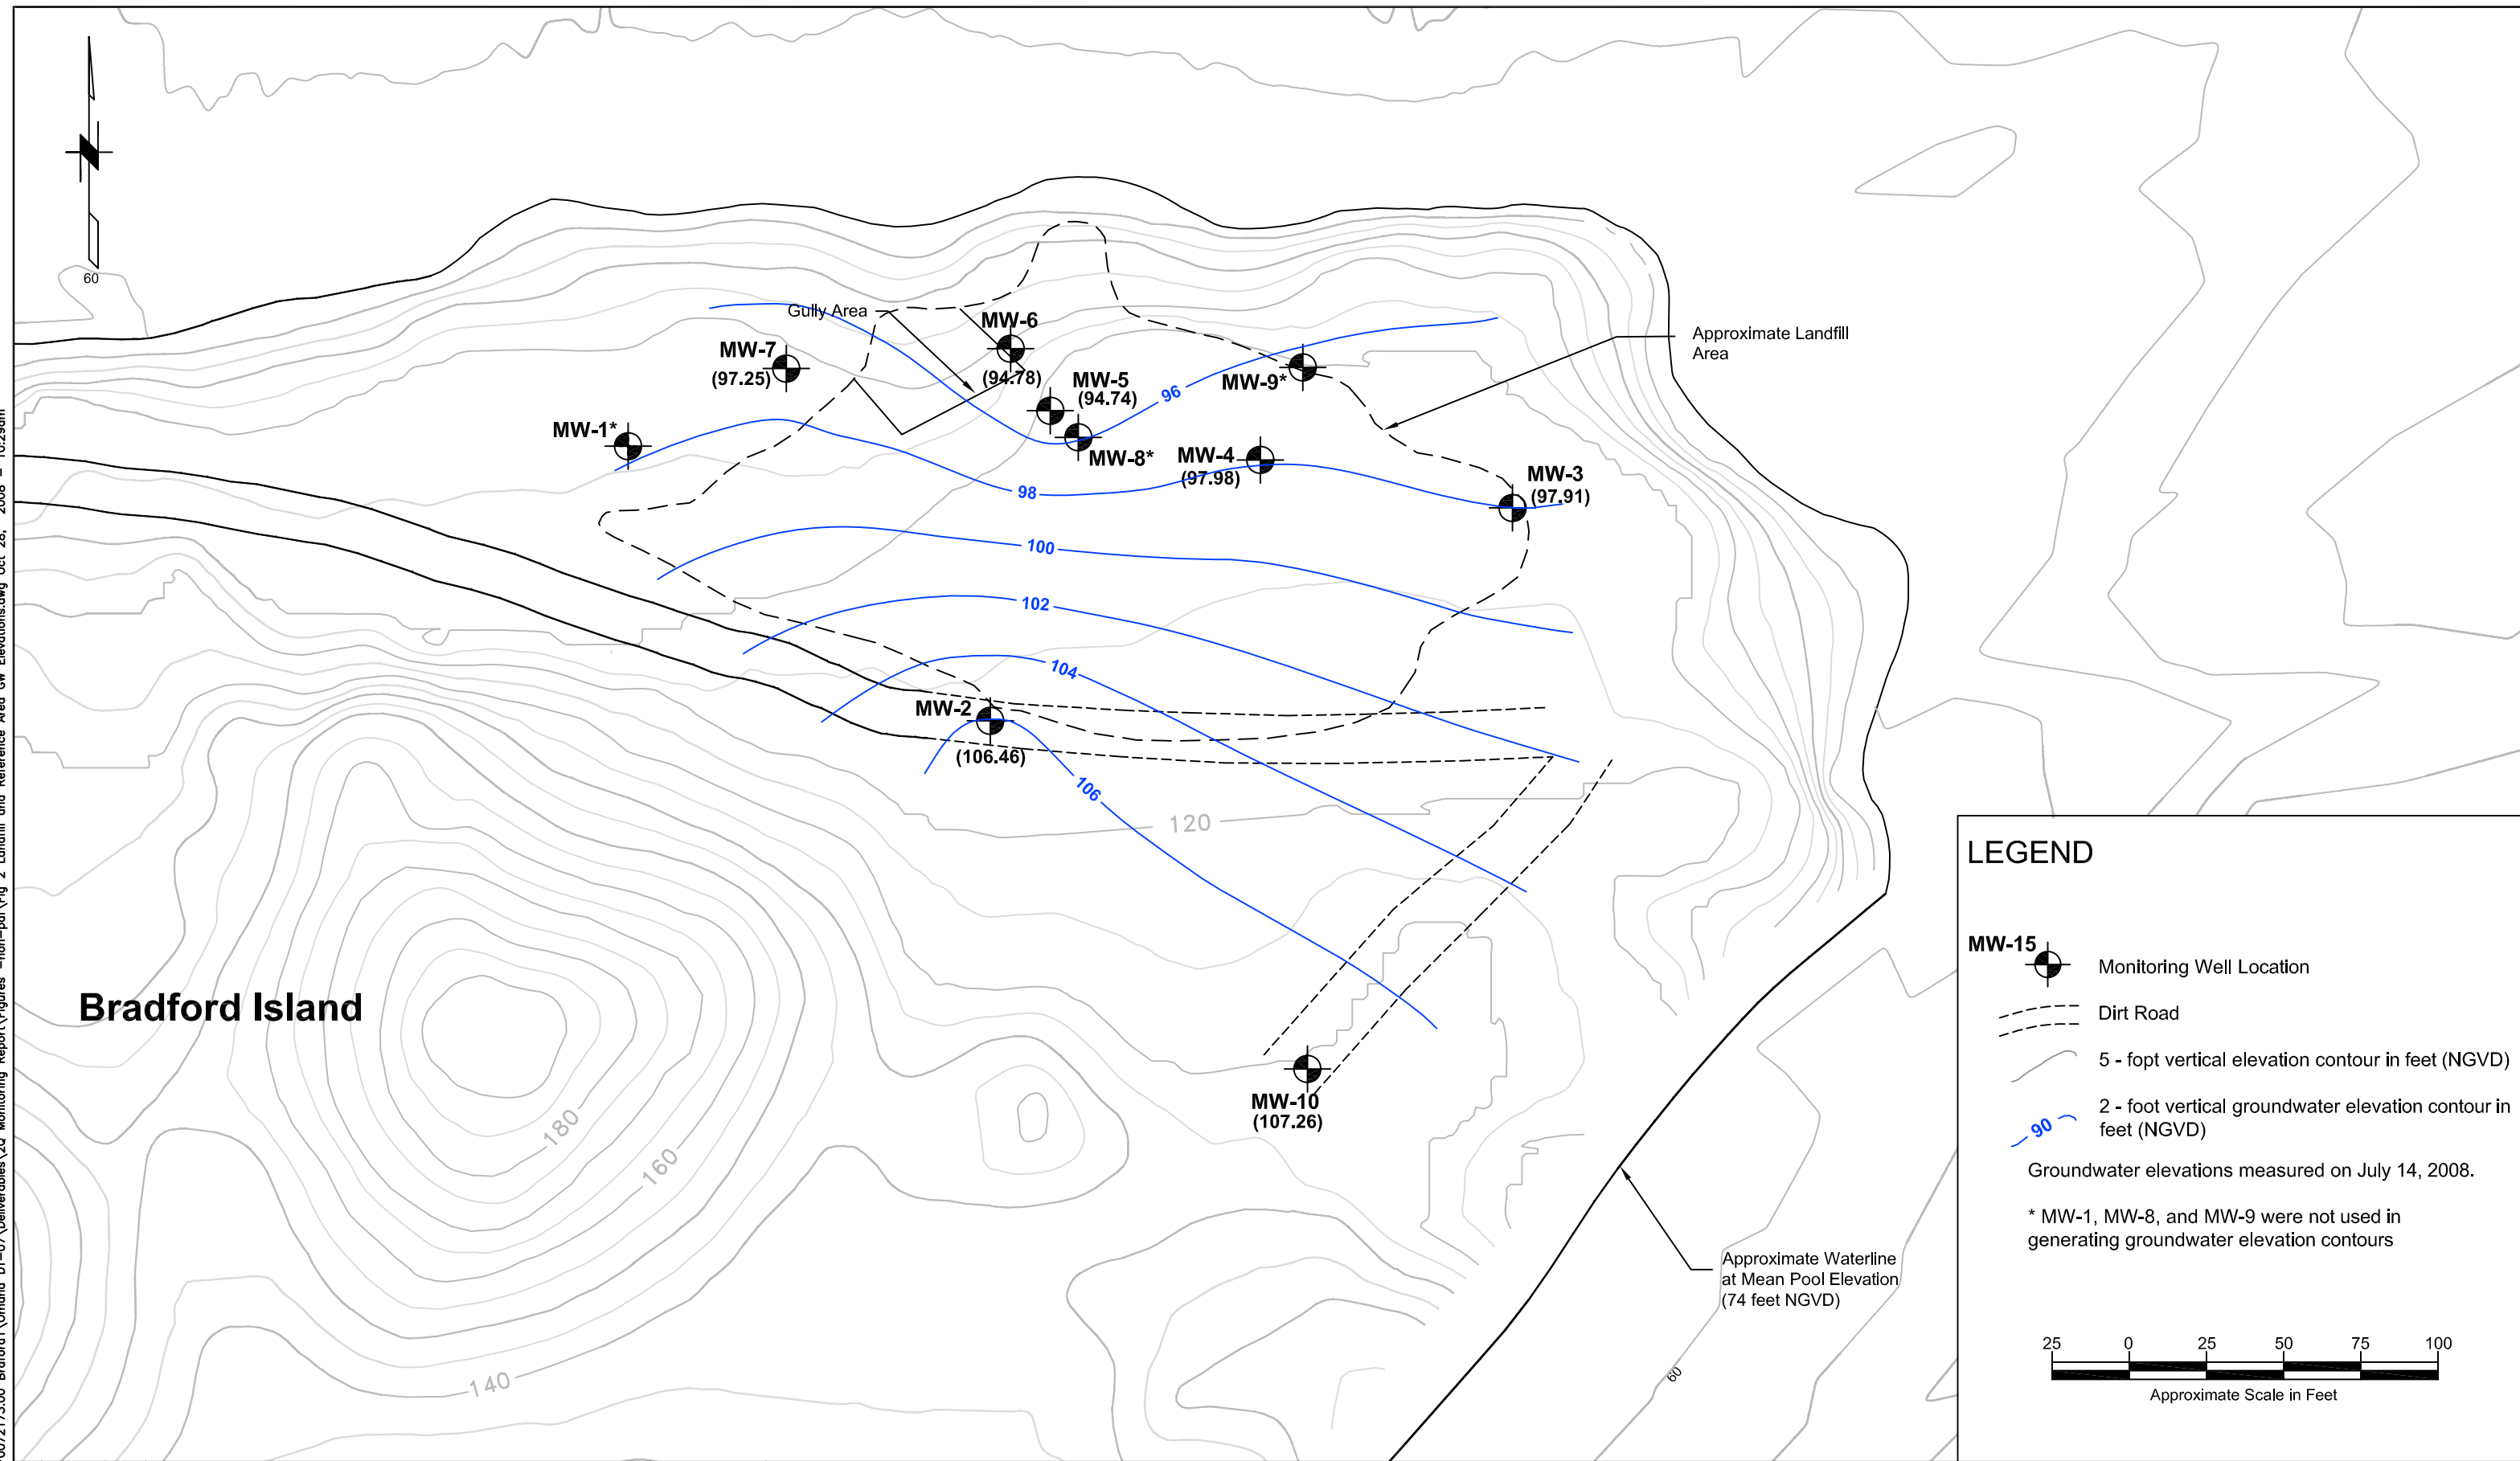 60
Gully Area
MW-6
(94.78)
MW-7
(97.25)
MW-5
(94.74)
96
MW-9*
Approximate Landfill
Area
MW-1*
MW-8*
MW-4
(97.98)
MW-3
(97.91)
98
100
102
104
MW-2
(106.46)
106
120
Bradford Island
180
160
140
MW-10
(107.26)
Approximate Waterline
at Mean Pool Elevation
(74 feet NGVD)
60
LEGEND
MW-15
Monitoring Well Location
Dirt Road
5 - fopt vertical elevation contour in feet (NGVD)
90
2 - foot vertical groundwater elevation contour in
feet (NGVD)
Groundwater elevations measured on July 14, 2008.
* MW-1, MW-8, and MW-9 were not used in
generating groundwater elevation contours
25 0 25 50 75 100
Approximate Scale in Feet